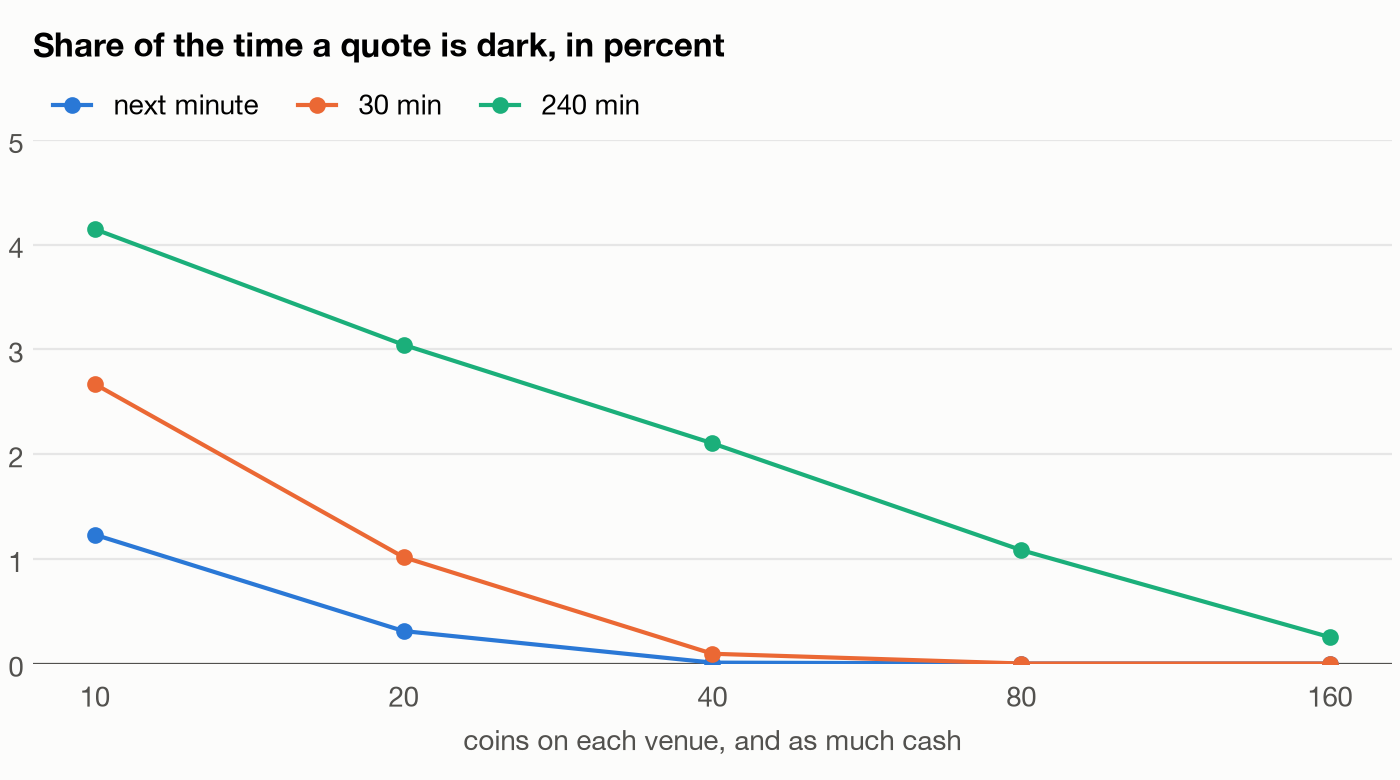 Share of the time a quote is dark, in percent
next minute 30 min 240 min
5
4
3
2
1
0
10 20 40 80 160
coins on each venue, and as much cash